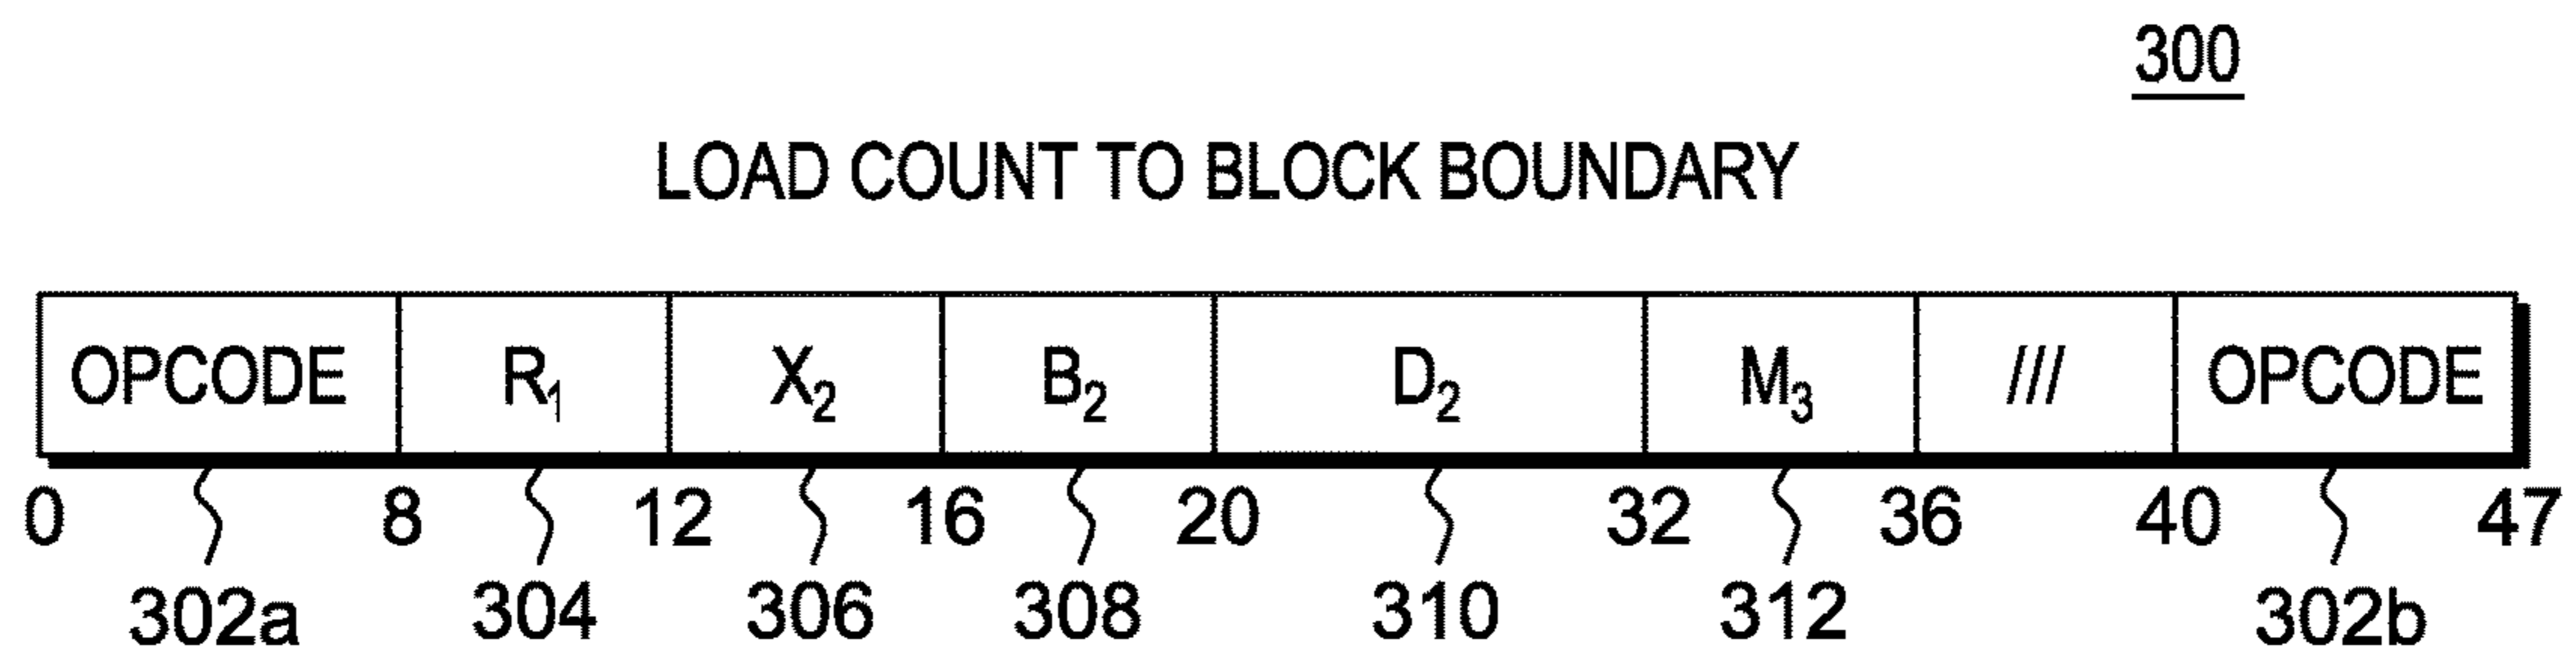 300
LOAD COUNT TO BLOCK BOUNDARY
OPCODE R1 X2 B2 D2 M3 /// OPCODE
0 8 12 16 20 32 36 40 47
302a 304 306 308 310 312 302b